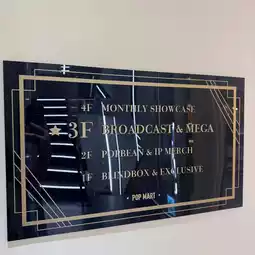 4F MONTHLY SHOWCASE
★ 3F BROADCAST & MEGA
2F POPBEAN & IP MERCH
1F BLINDBOX & EXCLUSIVE
· POP MART ·